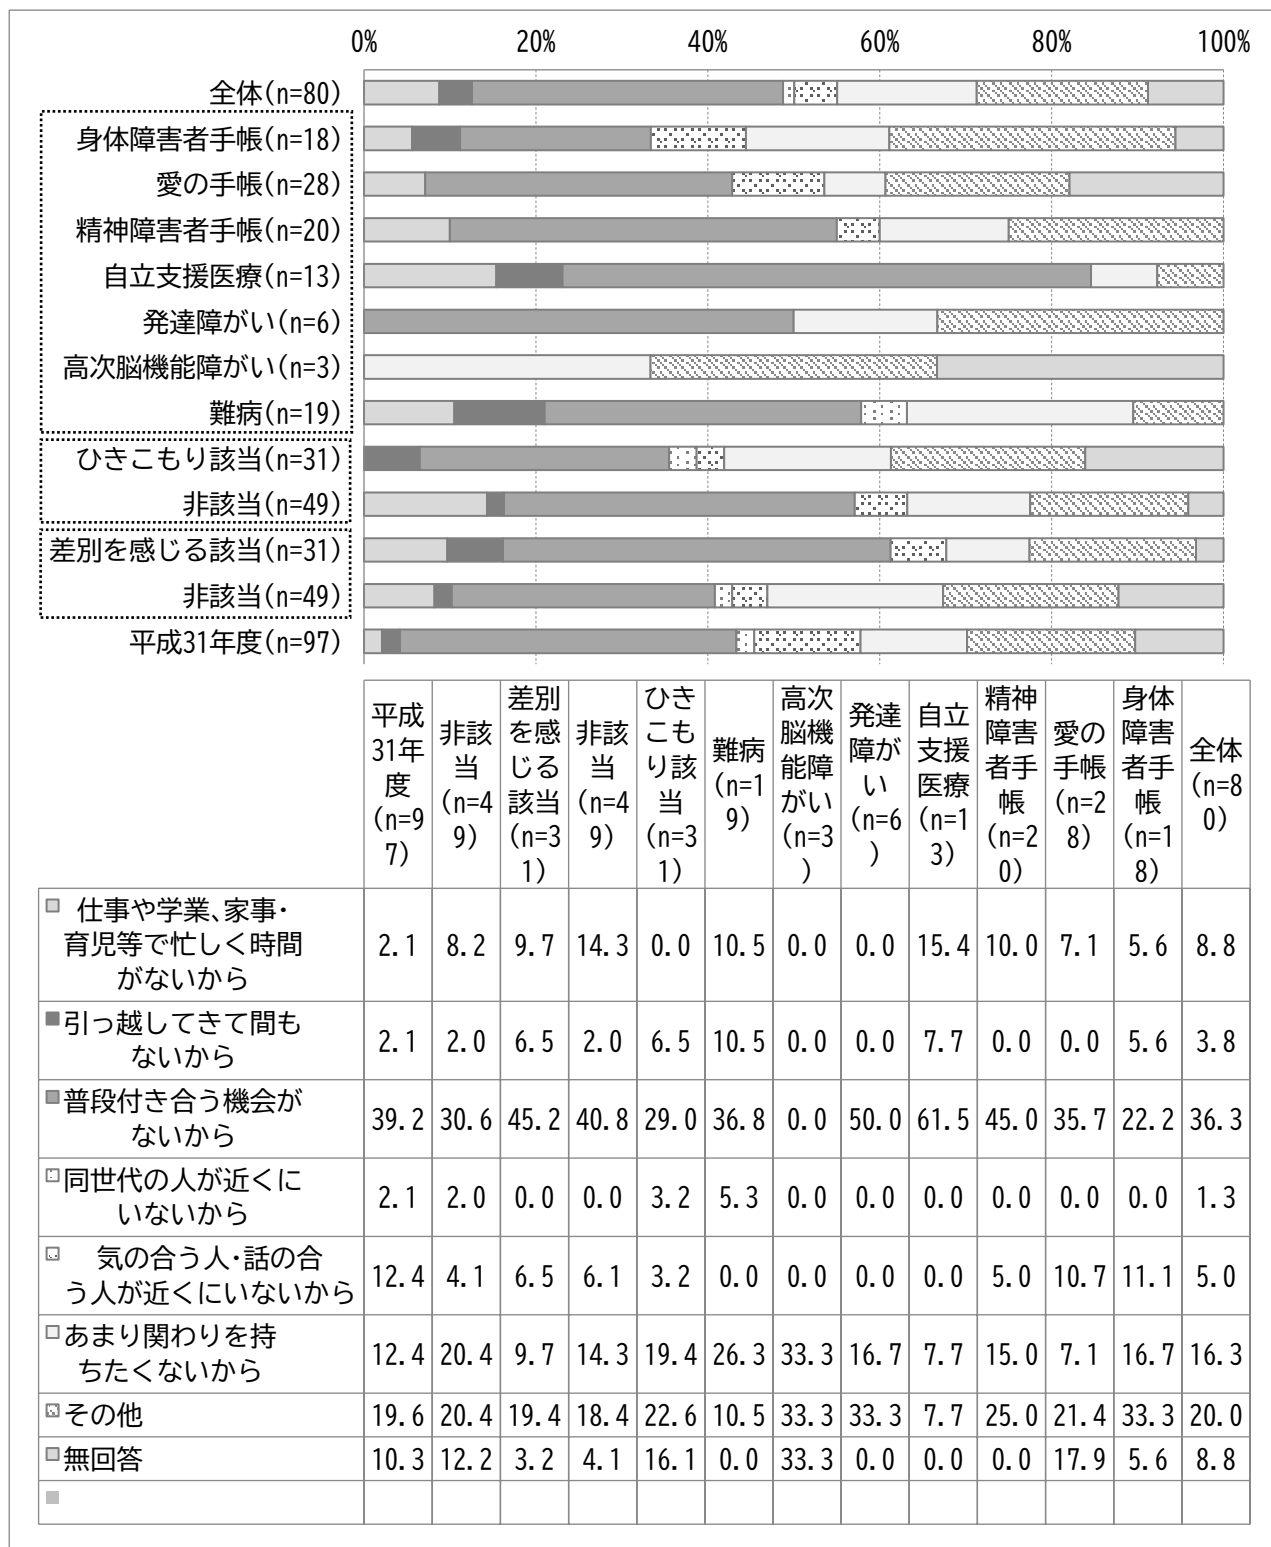 0% 20% 40% 60% 80% 100%
全体(n=80)
身体障害者手帳(n=18)
愛の手帳(n=28)
精神障害者手帳(n=20)
自立支援医療(n=13)
発達障がい(n=6)
高次脳機能障がい(n=3)
難病(n=19)
ひきこもり該当(n=31)
非該当(n=49)
差別を感じる該当(n=31)
非該当(n=49)
平成31年度(n=97)
平成
31年
度
(n=9
7)
非該
当
(n=4
9)
差別
を感
じる
該当
(n=3
1)
非該
当
(n=4
9)
ひき
こも
り該
当
(n=3
1)
難病
(n=1
9)
高次
脳機
能障
がい
(n=3
)
発達
障が
い
(n=6
)
自立
支援
医療
(n=1
3)
精神
障害
者手
帳
(n=2
0)
愛の
手帳
(n=2
8)
身体
障害
者手
帳
(n=1
8)
全体
(n=8
0)
仕事や学業、家事・
育児等で忙しく時間
がないから
2.1 8.2 9.7 14.3 0.0 10.5 0.0 0.0 15.4 10.0 7.1 5.6 8.8
引っ越してきて間も
ないから
2.1 2.0 6.5 2.0 6.5 10.5 0.0 0.0 7.7 0.0 0.0 5.6 3.8
普段付き合う機会が
ないから
39.2 30.6 45.2 40.8 29.0 36.8 0.0 50.0 61.5 45.0 35.7 22.2 36.3
同世代の人が近くに
いないから
2.1 2.0 0.0 0.0 3.2 5.3 0.0 0.0 0.0 0.0 0.0 0.0 1.3
気の合う人・話の合
う人が近くにいないから
12.4 4.1 6.5 6.1 3.2 0.0 0.0 0.0 0.0 5.0 10.7 11.1 5.0
あまり関わりを持
ちたくないから
12.4 20.4 9.7 14.3 19.4 26.3 33.3 16.7 7.7 15.0 7.1 16.7 16.3
その他
19.6 20.4 19.4 18.4 22.6 10.5 33.3 33.3 7.7 25.0 21.4 33.3 20.0
無回答
10.3 12.2 3.2 4.1 16.1 0.0 33.3 0.0 0.0 0.0 17.9 5.6 8.8